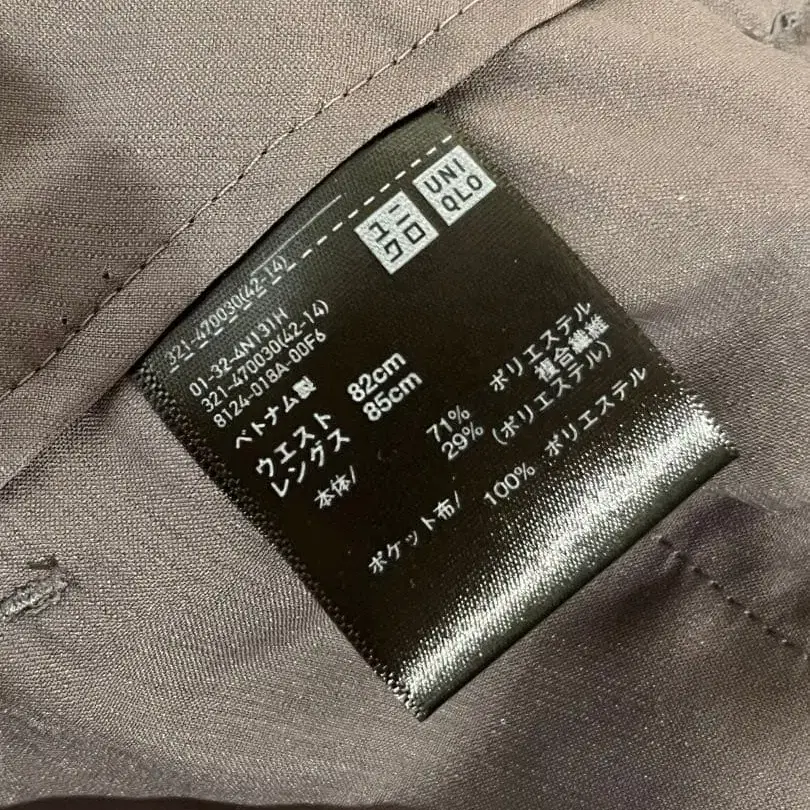 ユニ
クロ
UNI
QLO
321-470030(42-14)
01-32-4N131H
321-470030(42-14)
8124-018A-00F6
ベトナム製
ウエスト 82cm
レングス 85cm
本体/ 71% ポリエステル
29% 複合繊維
(ポリエステル)
ポケット布/ 100% ポリエステル